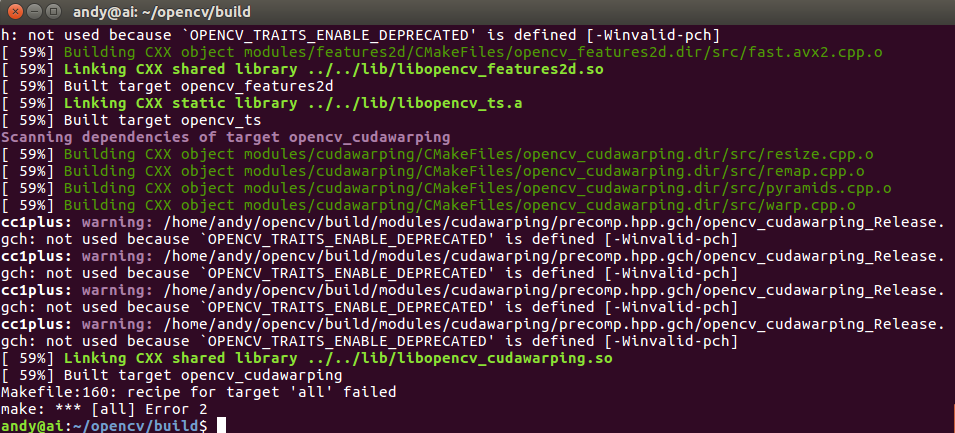 andy@ai: ~/opencv/build
h: not used because `OPENCV_TRAITS_ENABLE_DEPRECATED' is defined [-Winvalid-pch]
[ 59%] Building CXX object modules/features2d/CMakeFiles/opencv_features2d.dir/src/fast.avx2.cpp.o
[ 59%] Linking CXX shared library ../../lib/libopencv_features2d.so
[ 59%] Built target opencv_features2d
[ 59%] Linking CXX static library ../../lib/libopencv_ts.a
[ 59%] Built target opencv_ts
Scanning dependencies of target opencv_cudawarping
[ 59%] Building CXX object modules/cudawarping/CMakeFiles/opencv_cudawarping.dir/src/resize.cpp.o
[ 59%] Building CXX object modules/cudawarping/CMakeFiles/opencv_cudawarping.dir/src/remap.cpp.o
[ 59%] Building CXX object modules/cudawarping/CMakeFiles/opencv_cudawarping.dir/src/pyramids.cpp.o
[ 59%] Building CXX object modules/cudawarping/CMakeFiles/opencv_cudawarping.dir/src/warp.cpp.o
cc1plus: warning: /home/andy/opencv/build/modules/cudawarping/precomp.hpp.gch/opencv_cudawarping_Release.
gch: not used because `OPENCV_TRAITS_ENABLE_DEPRECATED' is defined [-Winvalid-pch]
cc1plus: warning: /home/andy/opencv/build/modules/cudawarping/precomp.hpp.gch/opencv_cudawarping_Release.
gch: not used because `OPENCV_TRAITS_ENABLE_DEPRECATED' is defined [-Winvalid-pch]
cc1plus: warning: /home/andy/opencv/build/modules/cudawarping/precomp.hpp.gch/opencv_cudawarping_Release.
gch: not used because `OPENCV_TRAITS_ENABLE_DEPRECATED' is defined [-Winvalid-pch]
cc1plus: warning: /home/andy/opencv/build/modules/cudawarping/precomp.hpp.gch/opencv_cudawarping_Release.
gch: not used because `OPENCV_TRAITS_ENABLE_DEPRECATED' is defined [-Winvalid-pch]
[ 59%] Linking CXX shared library ../../lib/libopencv_cudawarping.so
[ 59%] Built target opencv_cudawarping
Makefile:160: recipe for target 'all' failed
make: *** [all] Error 2
andy@ai:~/opencv/build$